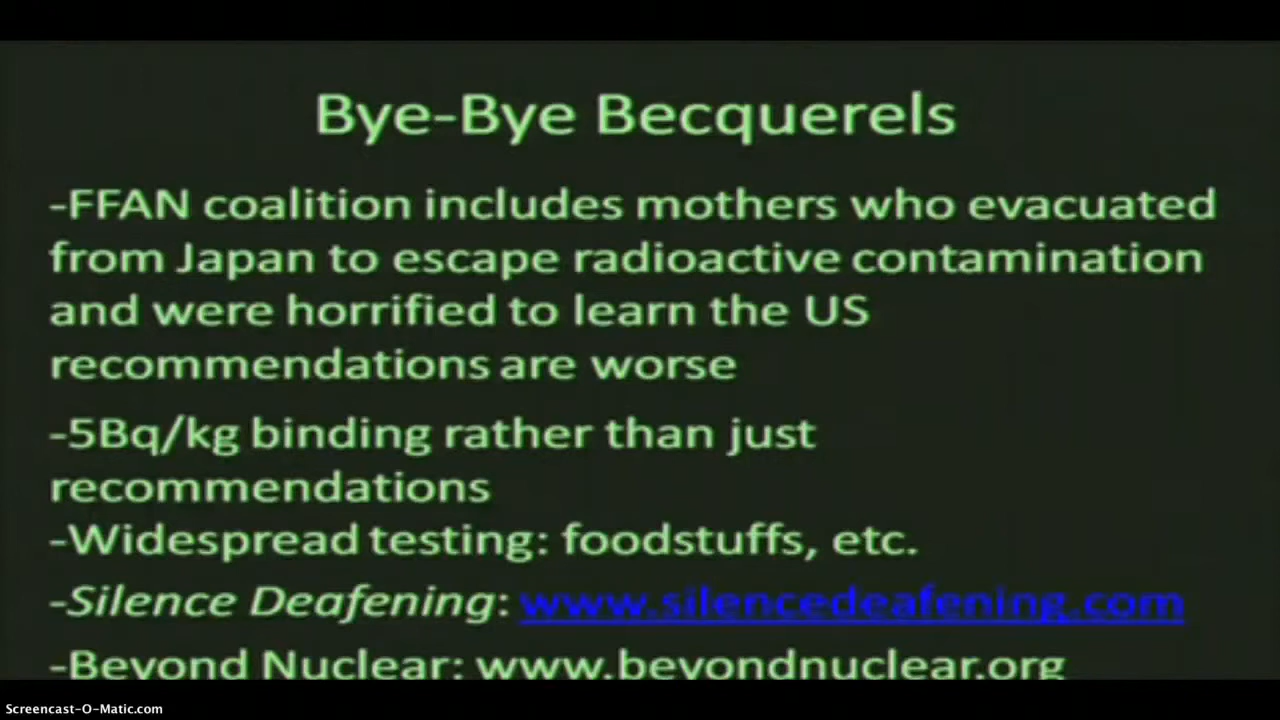 Bye-Bye Becquerels
-FFAN coalition includes mothers who evacuated
from Japan to escape radioactive contamination
and were horrified to learn the US
recommendations are worse
-5Bq/kg binding rather than just
recommendations
-Widespread testing: foodstuffs, etc.
-Silence Deafening: www.silencedeafening.com
-Beyond Nuclear: www.beyondnuclear.org
Screencast-O-Matic.com